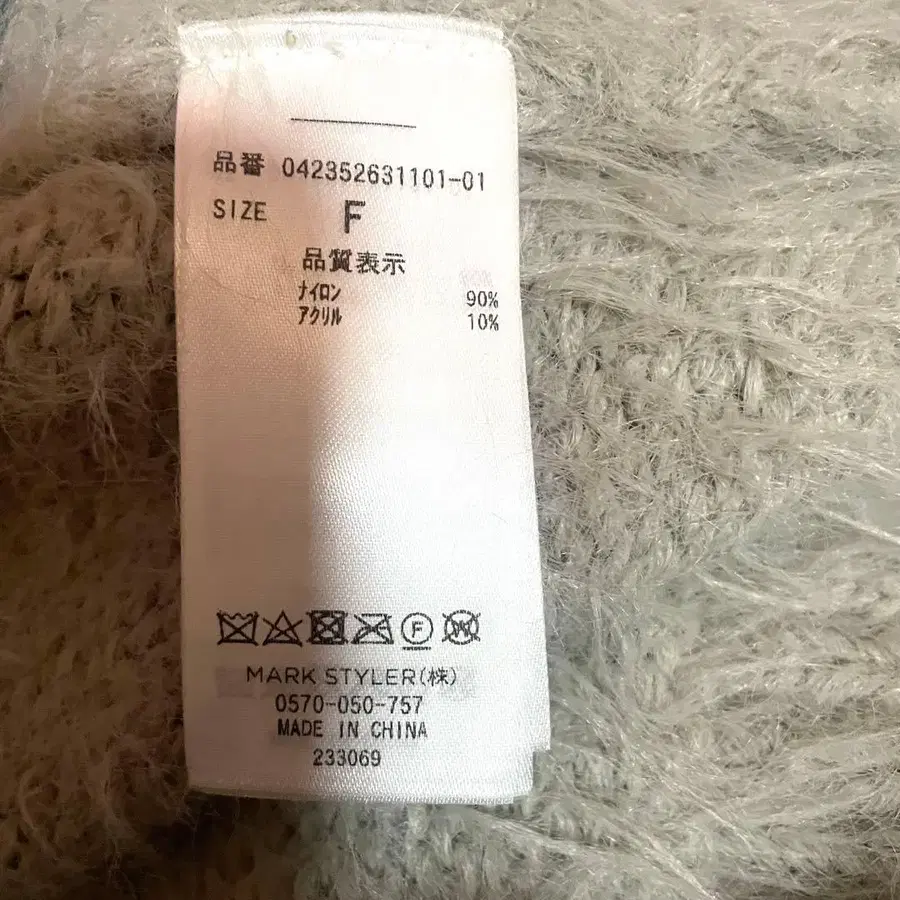 品番 042352631101-01
SIZE F
品質表示
ナイロン 90%
アクリル 10%
F
W
MARK STYLER(株)
0570-050-757
MADE IN CHINA
233069